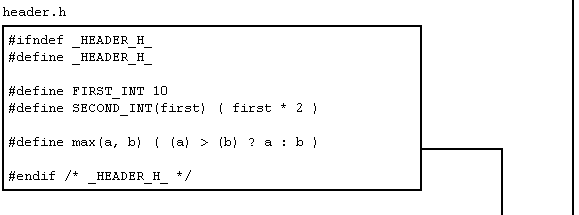 header.h
#ifndef _HEADER_H_
#define _HEADER_H_
#define FIRST_INT 10
#define SECOND_INT(first) ( first * 2 )
#define max(a, b) ( (a) > (b) ? a : b )
#endif /* _HEADER_H_ */